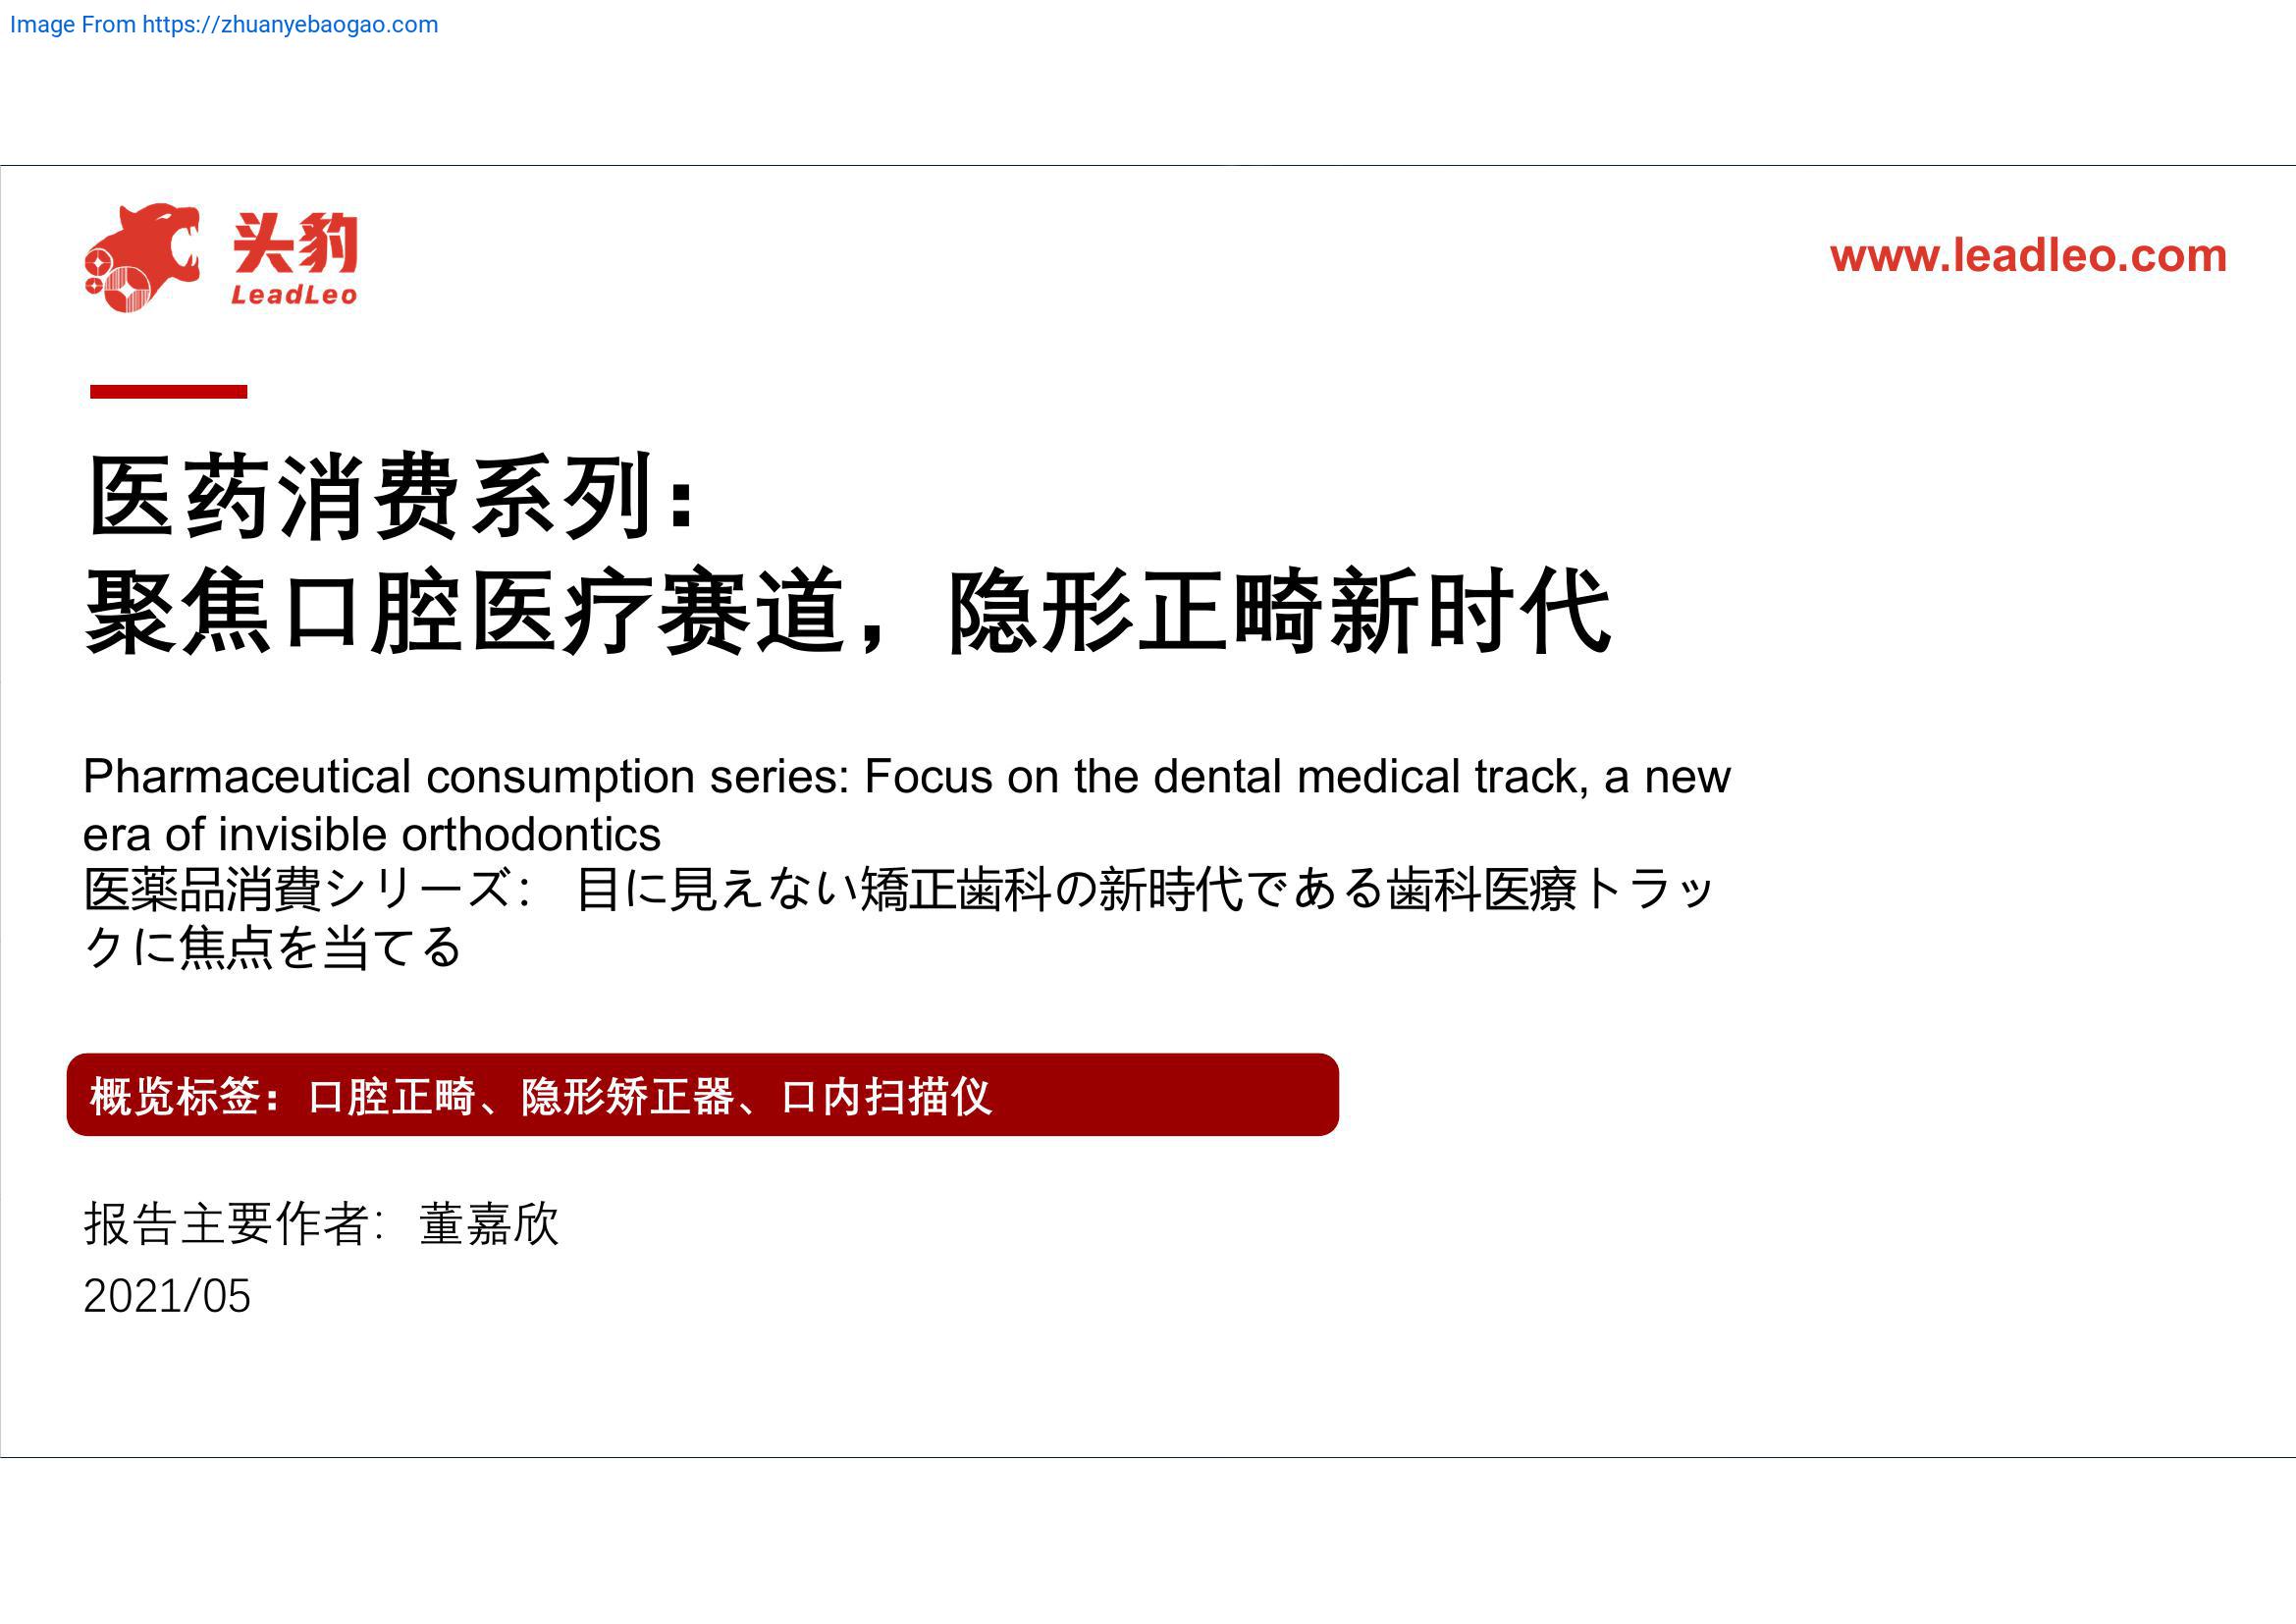 Image From https://zhuanyebaogao.com
头豹
LeadLeo
www.leadleo.com
医药消费系列：
聚焦口腔医疗赛道，隐形正畸新时代
Pharmaceutical consumption series: Focus on the dental medical track, a new
era of invisible orthodontics
医薬品消費シリーズ： 目に見えない矯正歯科の新時代である歯科医療トラッ
クに焦点を当てる
概览标签：口腔正畸、隐形矫正器、口内扫描仪
报告主要作者：董嘉欣
2021/05